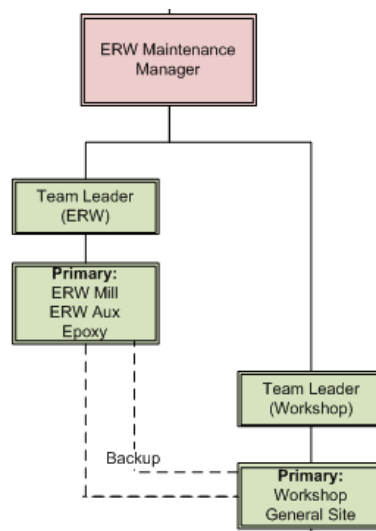 ERW Maintenance
Manager
Team Leader
(ERW)
Primary:
ERW Mill
ERW Aux
Epoxy
Team Leader
(Workshop)
Backup
Primary:
Workshop
General Site